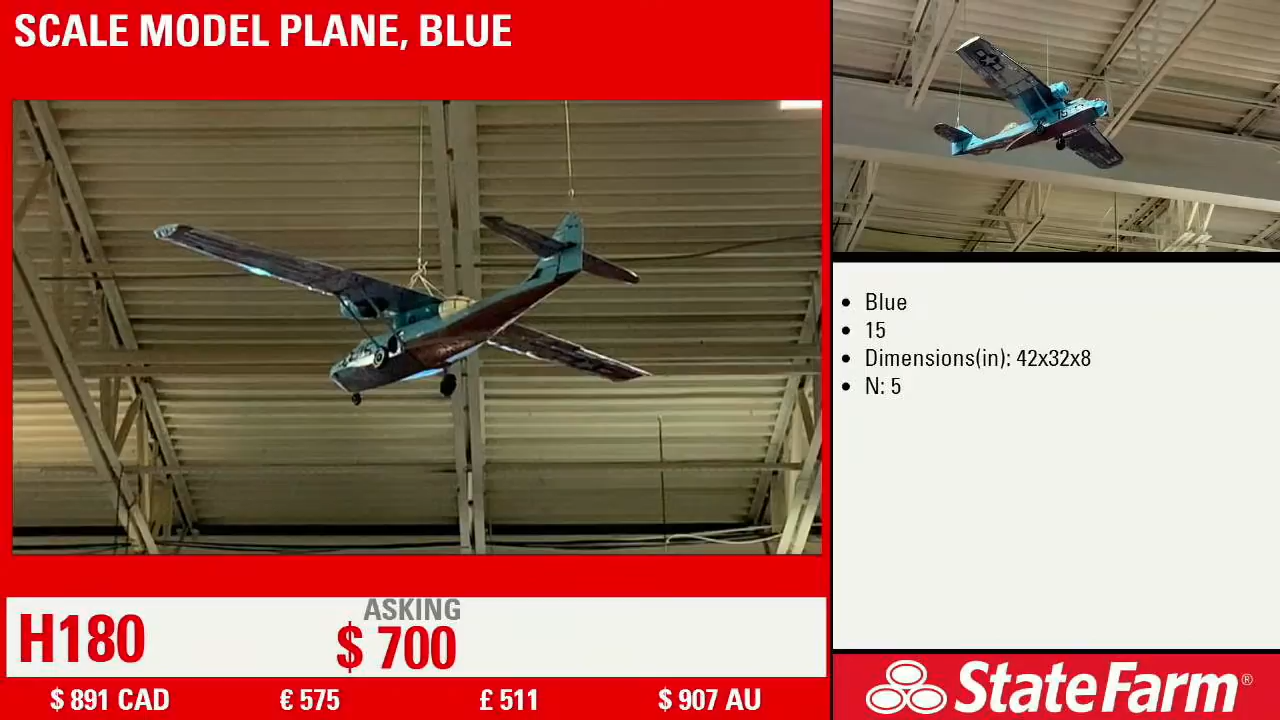 SCALE MODEL PLANE, BLUE
• Blue
• 15
• Dimensions(in): 42x32x8
• N: 5
H180
ASKING
$ 700
$ 891 CAD € 575 £ 511 $ 907 AU
StateFarm®